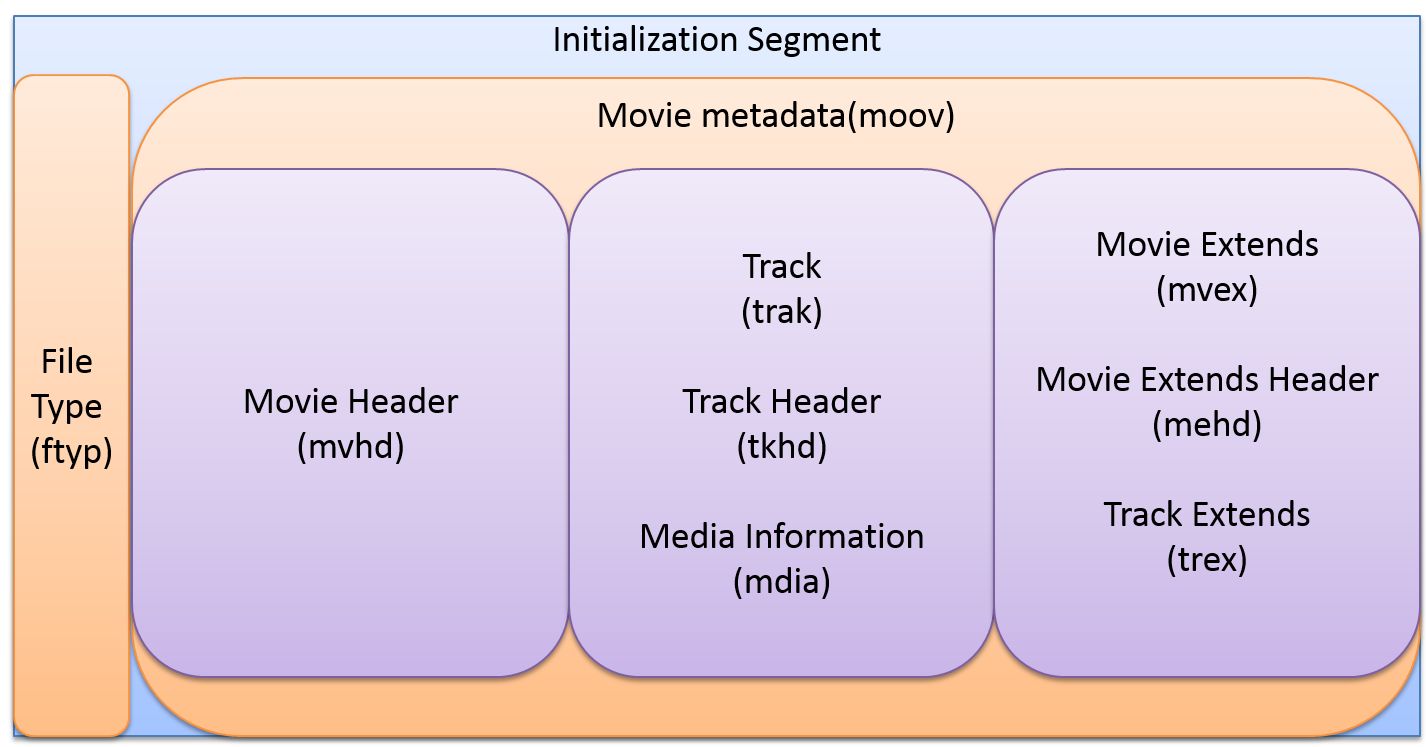 Initialization Segment
Movie metadata(moov)
File
Type
(ftyp)
Movie Header
(mvhd)
Track
(trak)
Track Header
(tkhd)
Media Information
(mdia)
Movie Extends
(mvex)
Movie Extends Header
(mehd)
Track Extends
(trex)